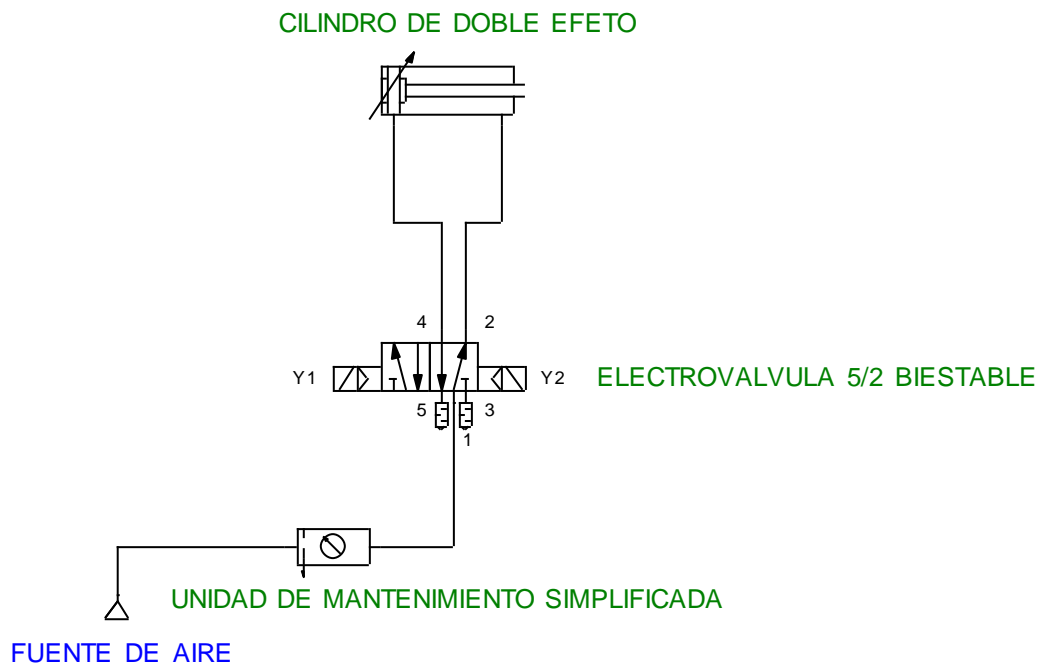 CILINDRO DE DOBLE EFETO
4 2
Y1 Y2 ELECTROVALVULA 5/2 BIESTABLE
5 3
1
UNIDAD DE MANTENIMIENTO SIMPLIFICADA
FUENTE DE AIRE